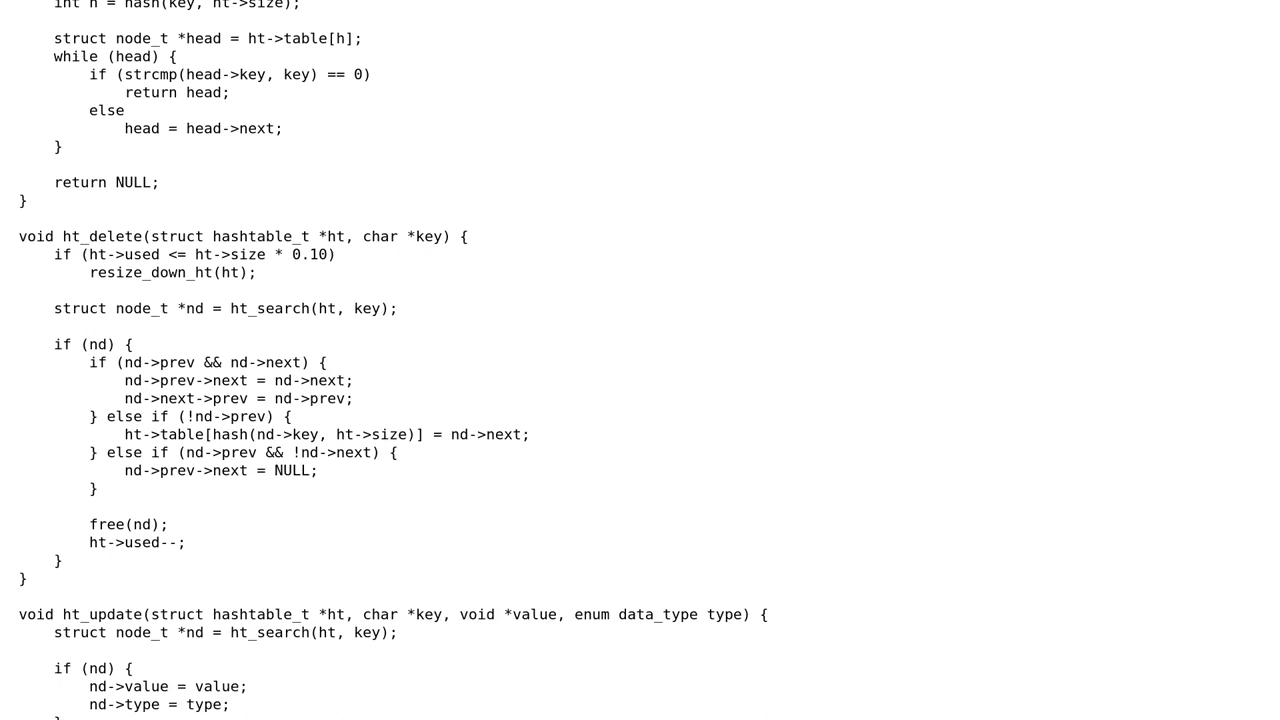 int h = hash(key, ht->size);

    struct node_t *head = ht->table[h];
    while (head) {
        if (strcmp(head->key, key) == 0)
            return head;
        else
            head = head->next;
    }

    return NULL;
}

void ht_delete(struct hashtable_t *ht, char *key) {
    if (ht->used <= ht->size * 0.10)
        resize_down_ht(ht);

    struct node_t *nd = ht_search(ht, key);

    if (nd) {
        if (nd->prev && nd->next) {
            nd->prev->next = nd->next;
            nd->next->prev = nd->prev;
        } else if (!nd->prev) {
            ht->table[hash(nd->key, ht->size)] = nd->next;
        } else if (nd->prev && !nd->next) {
            nd->prev->next = NULL;
        }

        free(nd);
        ht->used--;
    }
}

void ht_update(struct hashtable_t *ht, char *key, void *value, enum data_type type) {
    struct node_t *nd = ht_search(ht, key);

    if (nd) {
        nd->value = value;
        nd->type = type;
    }